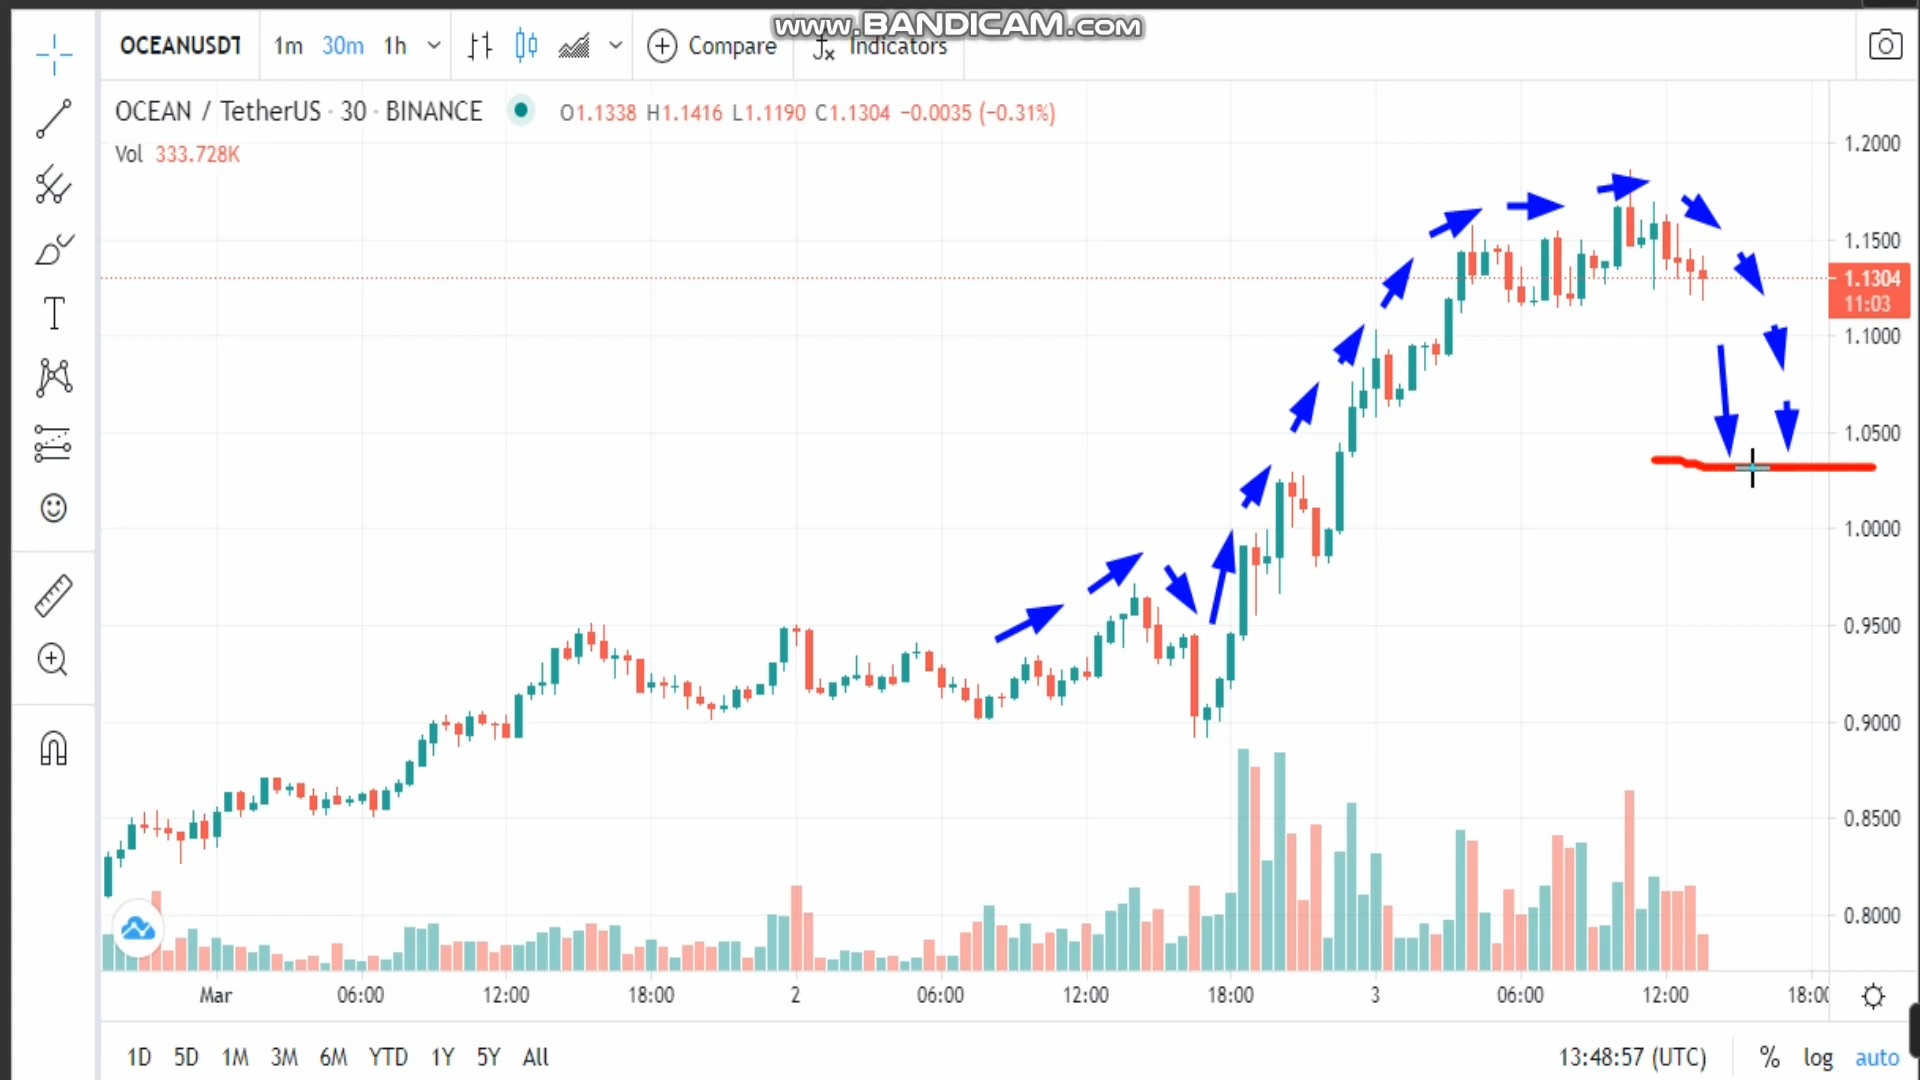 www.BANDICAM.com
OCEANUSDT 1m 30m 1h Compare fx Indicators
OCEAN / TetherUS · 30 · BINANCE O1.1338 H1.1416 L1.1190 C1.1304 −0.0035 (−0.31%)
Vol 333.728K
1.2000
1.1500
1.1304
11:03
1.1000
1.0500
1.0000
0.9500
0.9000
0.8500
0.8000
Mar 06:00 12:00 18:00 2 06:00 12:00 18:00 3 06:00 12:00 18:00
1D 5D 1M 3M 6M YTD 1Y 5Y All 13:48:57 (UTC) % log auto